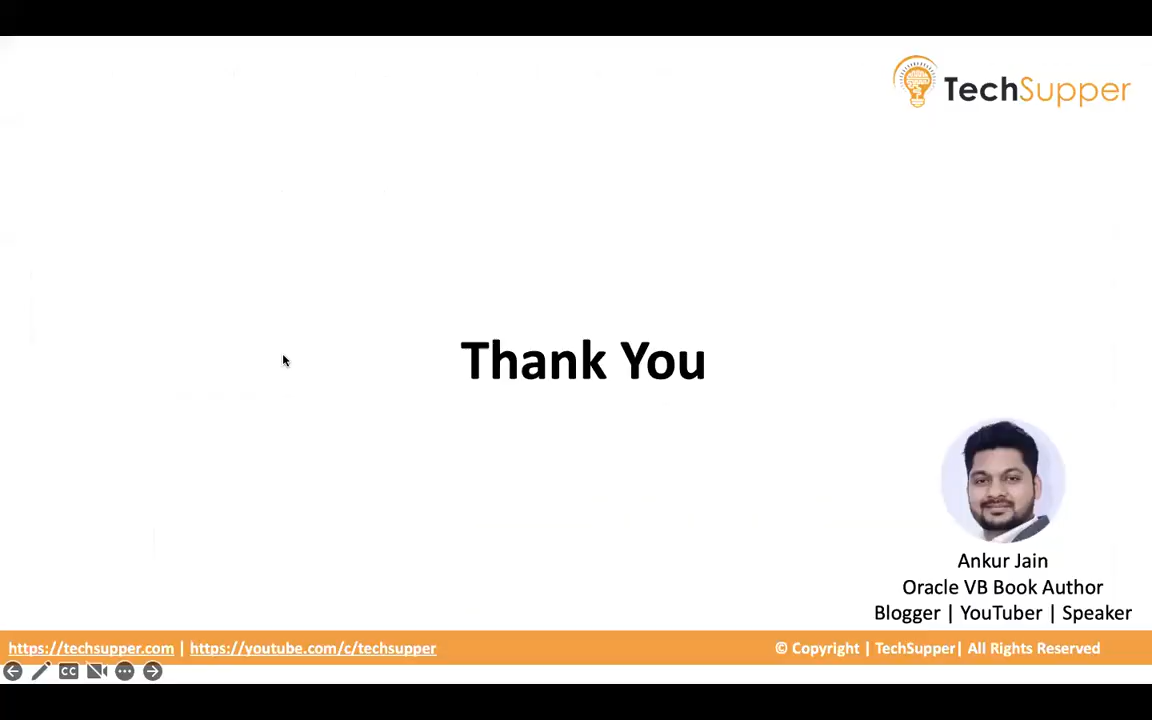 TechSupper
Thank You
Ankur Jain
Oracle VB Book Author
Blogger | YouTuber | Speaker
https://techsupper.com | https://youtube.com/c/techsupper
© Copyright | TechSupper| All Rights Reserved
CC